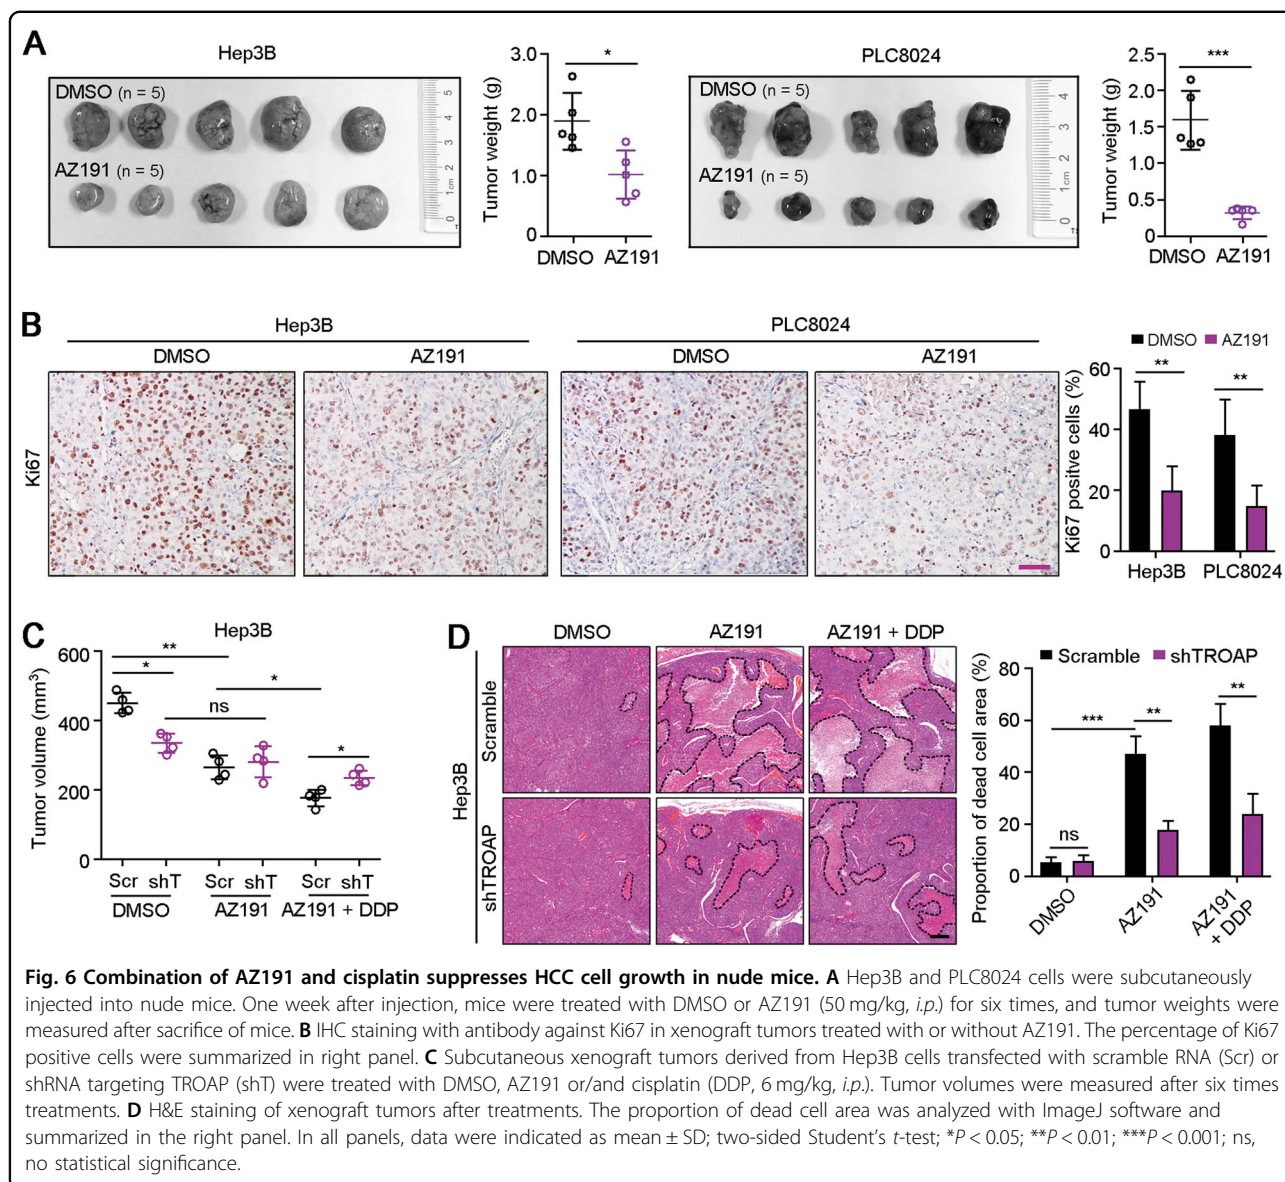 A
Hep3B
DMSO (n = 5)
AZ191 (n = 5)
5
4
3
2
1cm
0
Tumor weight (g)
3.0
2.0
1.0
0
*
DMSO AZ191
PLC8024
DMSO (n = 5)
AZ191 (n = 5)
4
3
2
1cm
0
Tumor weight (g)
2.5
2.0
1.5
1.0
0.5
0
***
DMSO AZ191
B
Hep3B
PLC8024
DMSO
AZ191
DMSO
AZ191
Ki67
DMSO AZ191
Ki67 positive cells (%)
60
40
20
0
**
**
Hep3B PLC8024
C
Hep3B
Tumor volume (mm³)
600
400
200
0
**
*
ns
*
*
Scr shT Scr shT Scr shT
DMSO AZ191 AZ191 + DDP
D
DMSO
AZ191
AZ191 + DDP
Hep3B
Scramble
shTROAP
Scramble shTROAP
Proportion of dead cell area (%)
80
60
40
20
0
ns
***
**
**
DMSO
AZ191
AZ191
+ DDP
Fig. 6 Combination of AZ191 and cisplatin suppresses HCC cell growth in nude mice. A Hep3B and PLC8024 cells were subcutaneously
injected into nude mice. One week after injection, mice were treated with DMSO or AZ191 (50 mg/kg, i.p.) for six times, and tumor weights were
measured after sacrifice of mice. B IHC staining with antibody against Ki67 in xenograft tumors treated with or without AZ191. The percentage of Ki67
positive cells were summarized in right panel. C Subcutaneous xenograft tumors derived from Hep3B cells transfected with scramble RNA (Scr) or
shRNA targeting TROAP (shT) were treated with DMSO, AZ191 or/and cisplatin (DDP, 6 mg/kg, i.p.). Tumor volumes were measured after six times
treatments. D H&E staining of xenograft tumors after treatments. The proportion of dead cell area was analyzed with ImageJ software and
summarized in the right panel. In all panels, data were indicated as mean ± SD; two-sided Student's t-test; *P < 0.05; **P < 0.01; ***P < 0.001; ns,
no statistical significance.